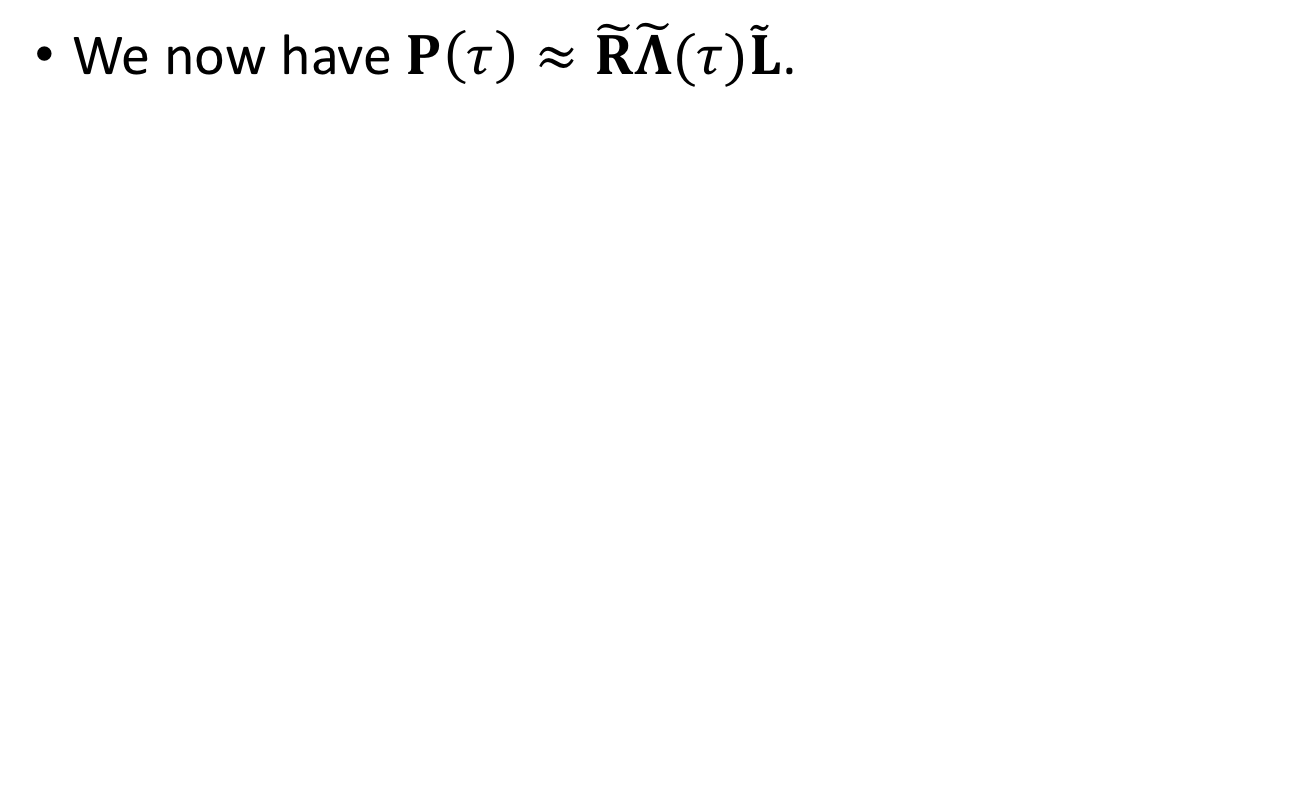 • We now have 𝐏(𝜏) ≈ 𝐑̃𝚲̃(𝜏)𝐋̃.